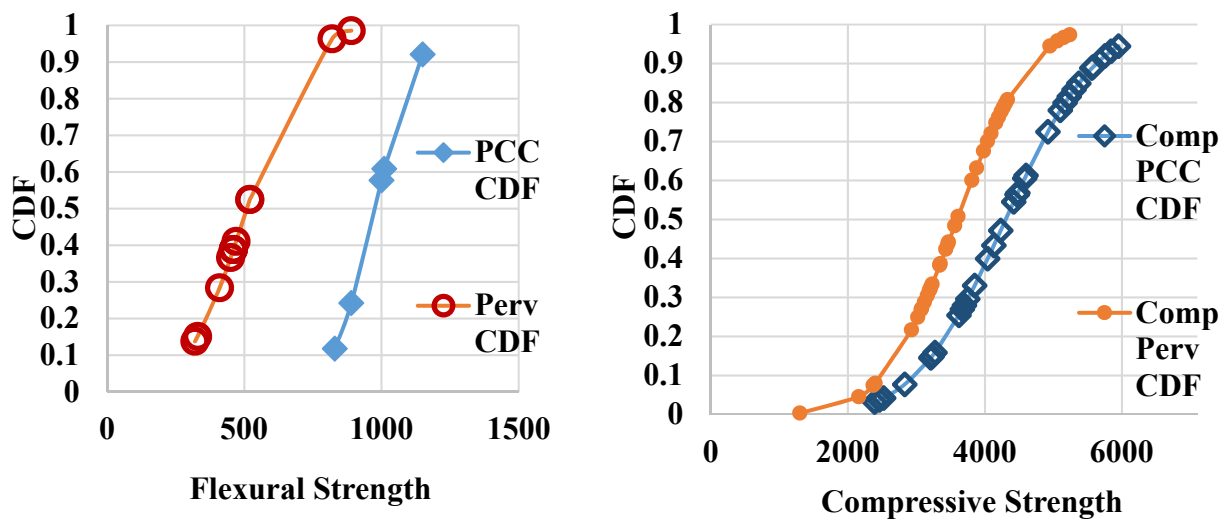 1
0.9
0.8
0.7
0.6
0.5
0.4
0.3
0.2
0.1
0
CDF
0
500
1000
1500
Flexural Strength
PCC
CDF
Perv
CDF
1
0.9
0.8
0.7
0.6
0.5
0.4
0.3
0.2
0.1
0
CDF
0
2000
4000
6000
Compressive Strength
Comp
PCC
CDF
Comp
Perv
CDF